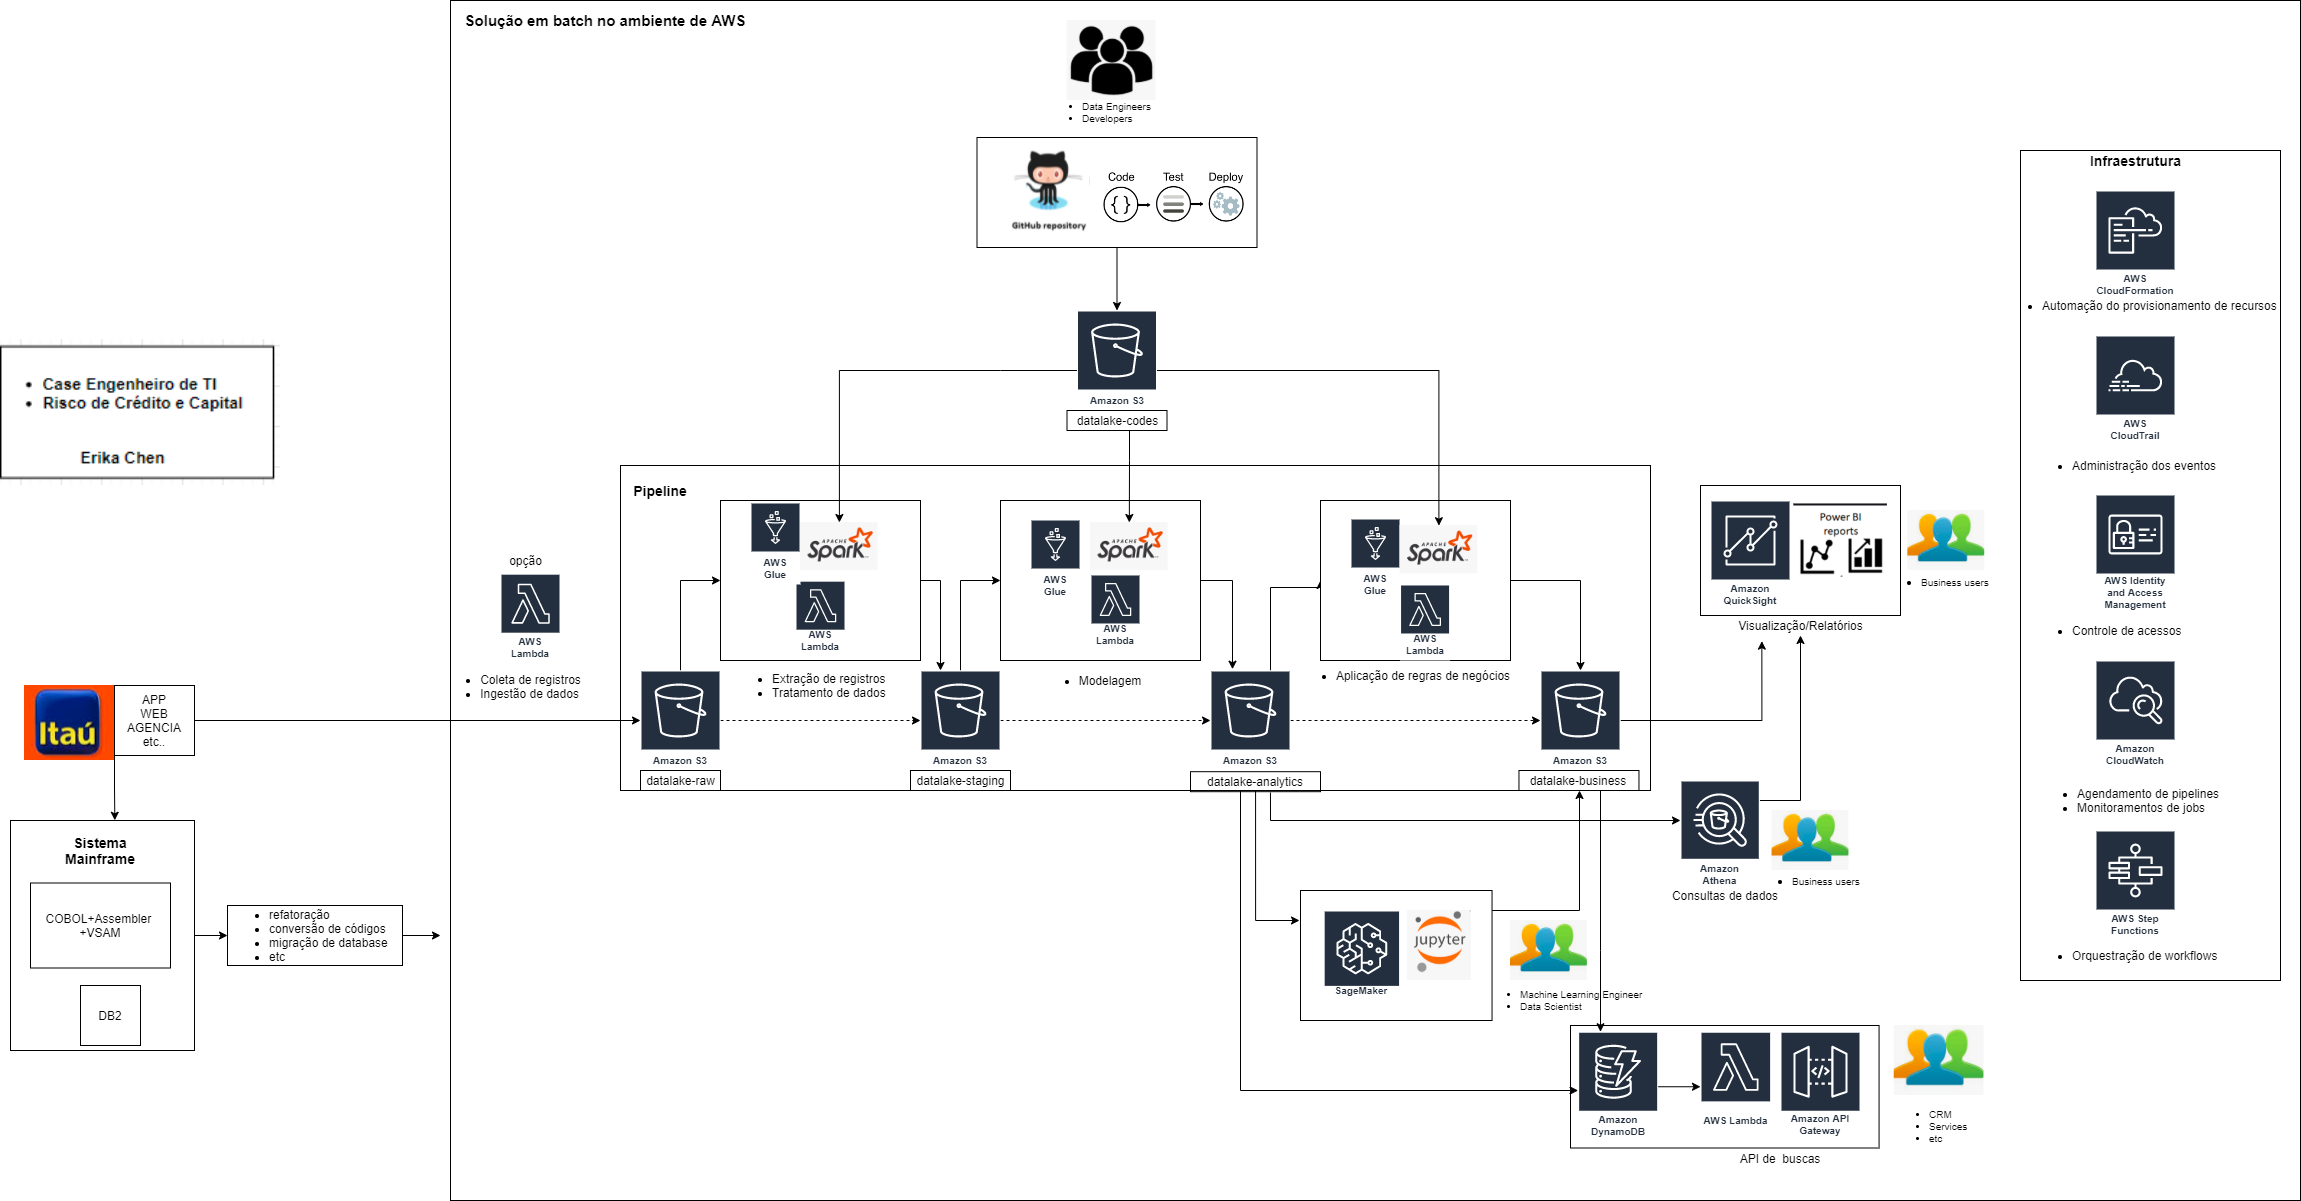 Solução em batch no ambiente de AWS
Data Engineers
Developers
GitHub repository
Code
Test
Deploy
Amazon S3
datalake-codes
Case Engenheiro de TI
Risco de Crédito e Capital
Erika Chen
Itaú
APP
WEB
AGENCIA
etc..
Sistema
Mainframe
COBOL+Assembler
+VSAM
DB2
refatoração
conversão de códigos
migração de database
etc
opção
AWS
Lambda
Coleta de registros
Ingestão de dados
Pipeline
AWS
Glue
APACHE
Spark
AWS
Lambda
Extração de registros
Tratamento de dados
AWS
Glue
APACHE
Spark
AWS
Lambda
Modelagem
AWS
Glue
APACHE
Spark
AWS
Lambda
Aplicação de regras de negócios
Amazon S3
datalake-raw
Amazon S3
datalake-staging
Amazon S3
datalake-analytics
Amazon S3
datalake-business
Amazon
QuickSight
Power BI
reports
Business users
Visualização/Relatórios
Amazon
Athena
Consultas de dados
Business users
SageMaker
jupyter
Machine Learning Engineer
Data Scientist
Amazon
DynamoDB
AWS Lambda
Amazon API
Gateway
API de buscas
CRM
Services
etc
Infraestrutura
AWS
CloudFormation
Automação do provisionamento de recursos
AWS
CloudTrail
Administração dos eventos
AWS Identity
and Access
Management
Controle de acessos
Amazon
CloudWatch
Agendamento de pipelines
Monitoramentos de jobs
AWS Step
Functions
Orquestração de workflows